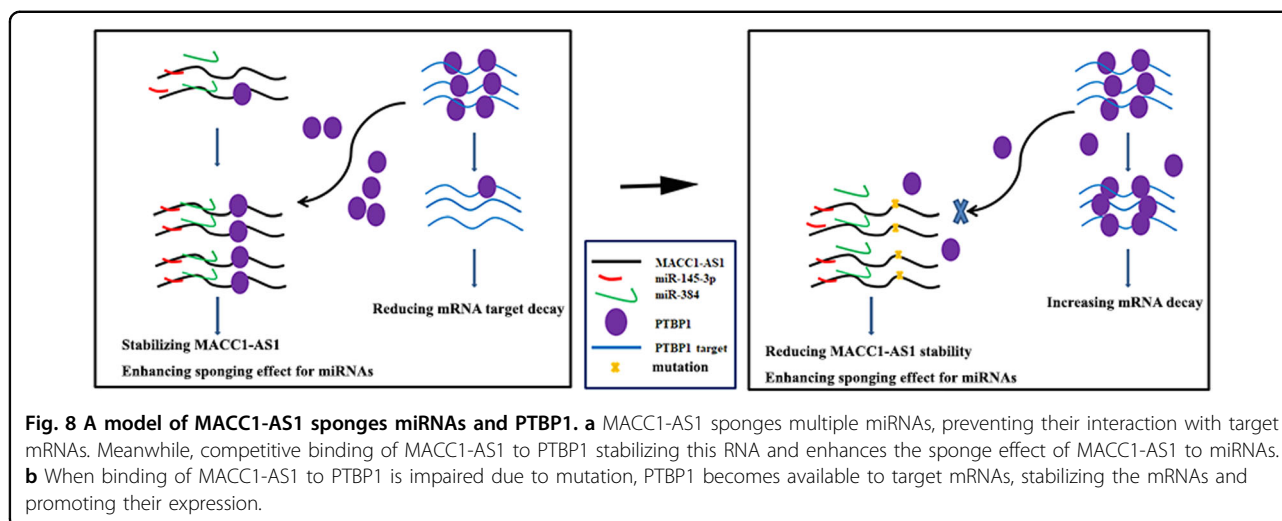 Reducing mRNA target decay
Stabilizing MACC1-AS1
Enhancing sponging effect for miRNAs
MACC1-AS1
miR-145-3p
miR-384
PTBP1
PTBP1 target
mutation
Increasing mRNA decay
Reducing MACC1-AS1 stability
Enhancing sponging effect for miRNAs
Fig. 8 A model of MACC1-AS1 sponges miRNAs and PTBP1. a MACC1-AS1 sponges multiple miRNAs, preventing their interaction with target
mRNAs. Meanwhile, competitive binding of MACC1-AS1 to PTBP1 stabilizing this RNA and enhances the sponge effect of MACC1-AS1 to miRNAs.
b When binding of MACC1-AS1 to PTBP1 is impaired due to mutation, PTBP1 becomes available to target mRNAs, stabilizing the mRNAs and
promoting their expression.